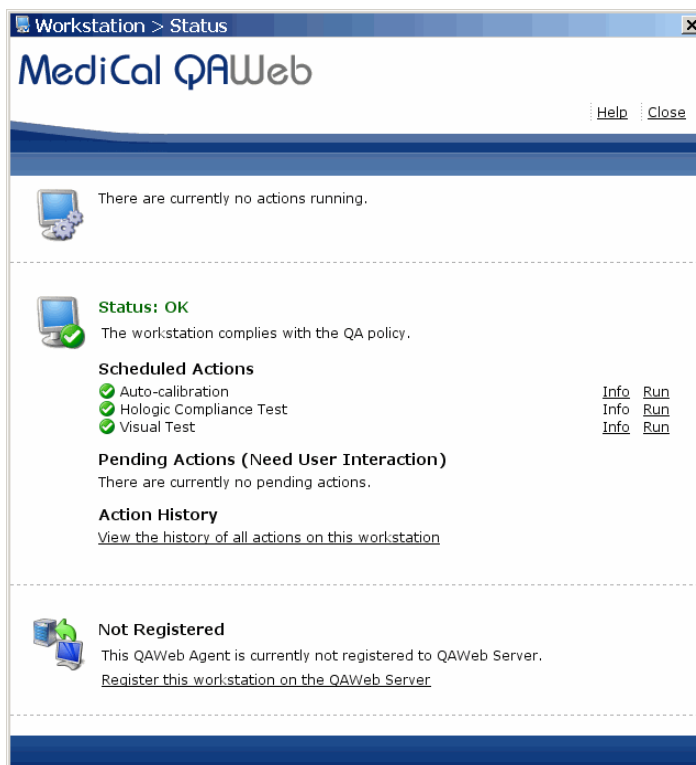 Workstation > Status
MediCal QAWeb
Help Close
There are currently no actions running.
Status: OK
The workstation complies with the QA policy.
Scheduled Actions
Auto-calibration Info Run
Hologic Compliance Test Info Run
Visual Test Info Run
Pending Actions (Need User Interaction)
There are currently no pending actions.
Action History
View the history of all actions on this workstation
Not Registered
This QAWeb Agent is currently not registered to QAWeb Server.
Register this workstation on the QAWeb Server